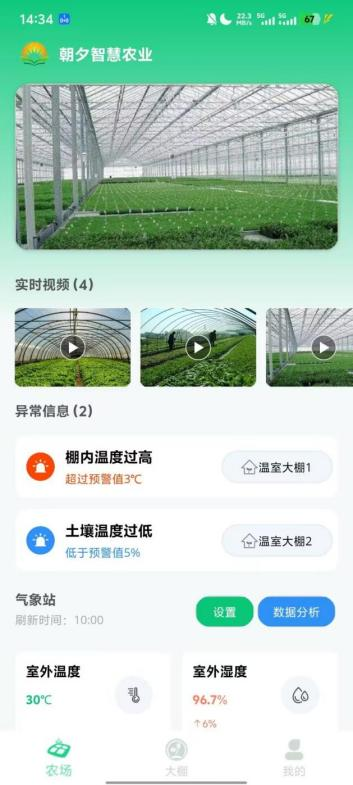 14:34
22.3
MB/s
5G
5G
67
朝夕智慧农业
实时视频 (4)
异常信息 (2)
棚内温度过高
超过预警值3℃
温室大棚1
土壤温度过低
低于预警值5%
温室大棚2
气象站
刷新时间：10:00
设置
数据分析
室外温度
30℃
室外湿度
96.7%
↑6%
农场
大棚
我的